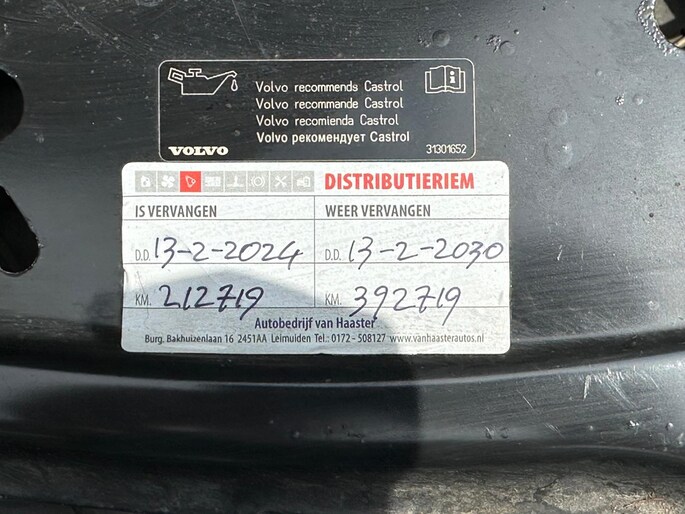 Volvo recommends Castrol
Volvo recommande Castrol
Volvo recomienda Castrol
Volvo рекомендует Castrol
VOLVO
31301652
DISTRIBUTIERIEM
IS VERVANGEN
WEER VERVANGEN
D.D. 13-2-2024
D.D. 13-2-2030
KM. 212719
KM. 392719
Autobedrijf van Haaster
Burg. Bakhuizenlaan 16 2451AA Leimuiden Tel.: 0172 - 508127 www.vanhaasterautos.nl